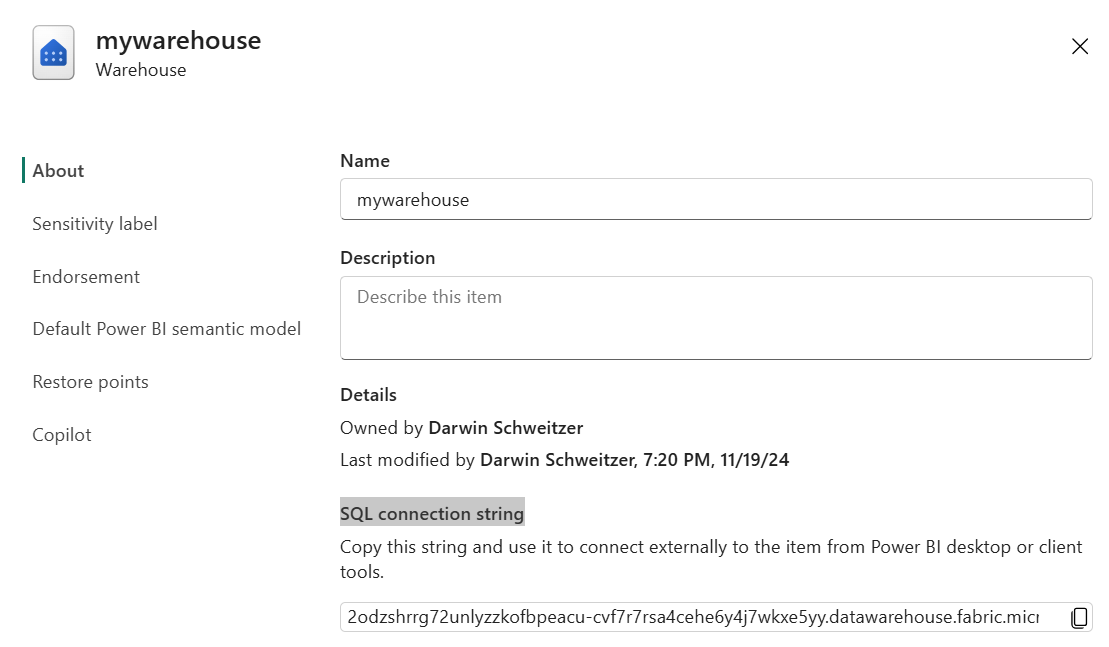 mywarehouse
Warehouse
About
Sensitivity label
Endorsement
Default Power BI semantic model
Restore points
Copilot
Name
mywarehouse
Description
Describe this item
Details
Owned by Darwin Schweitzer
Last modified by Darwin Schweitzer, 7:20 PM, 11/19/24
SQL connection string
Copy this string and use it to connect externally to the item from Power BI desktop or client
tools.
2odzshrrg72unlyzzkofbpeacu-cvf7r7rsa4cehe6y4j7wkxe5yy.datawarehouse.fabric.micr